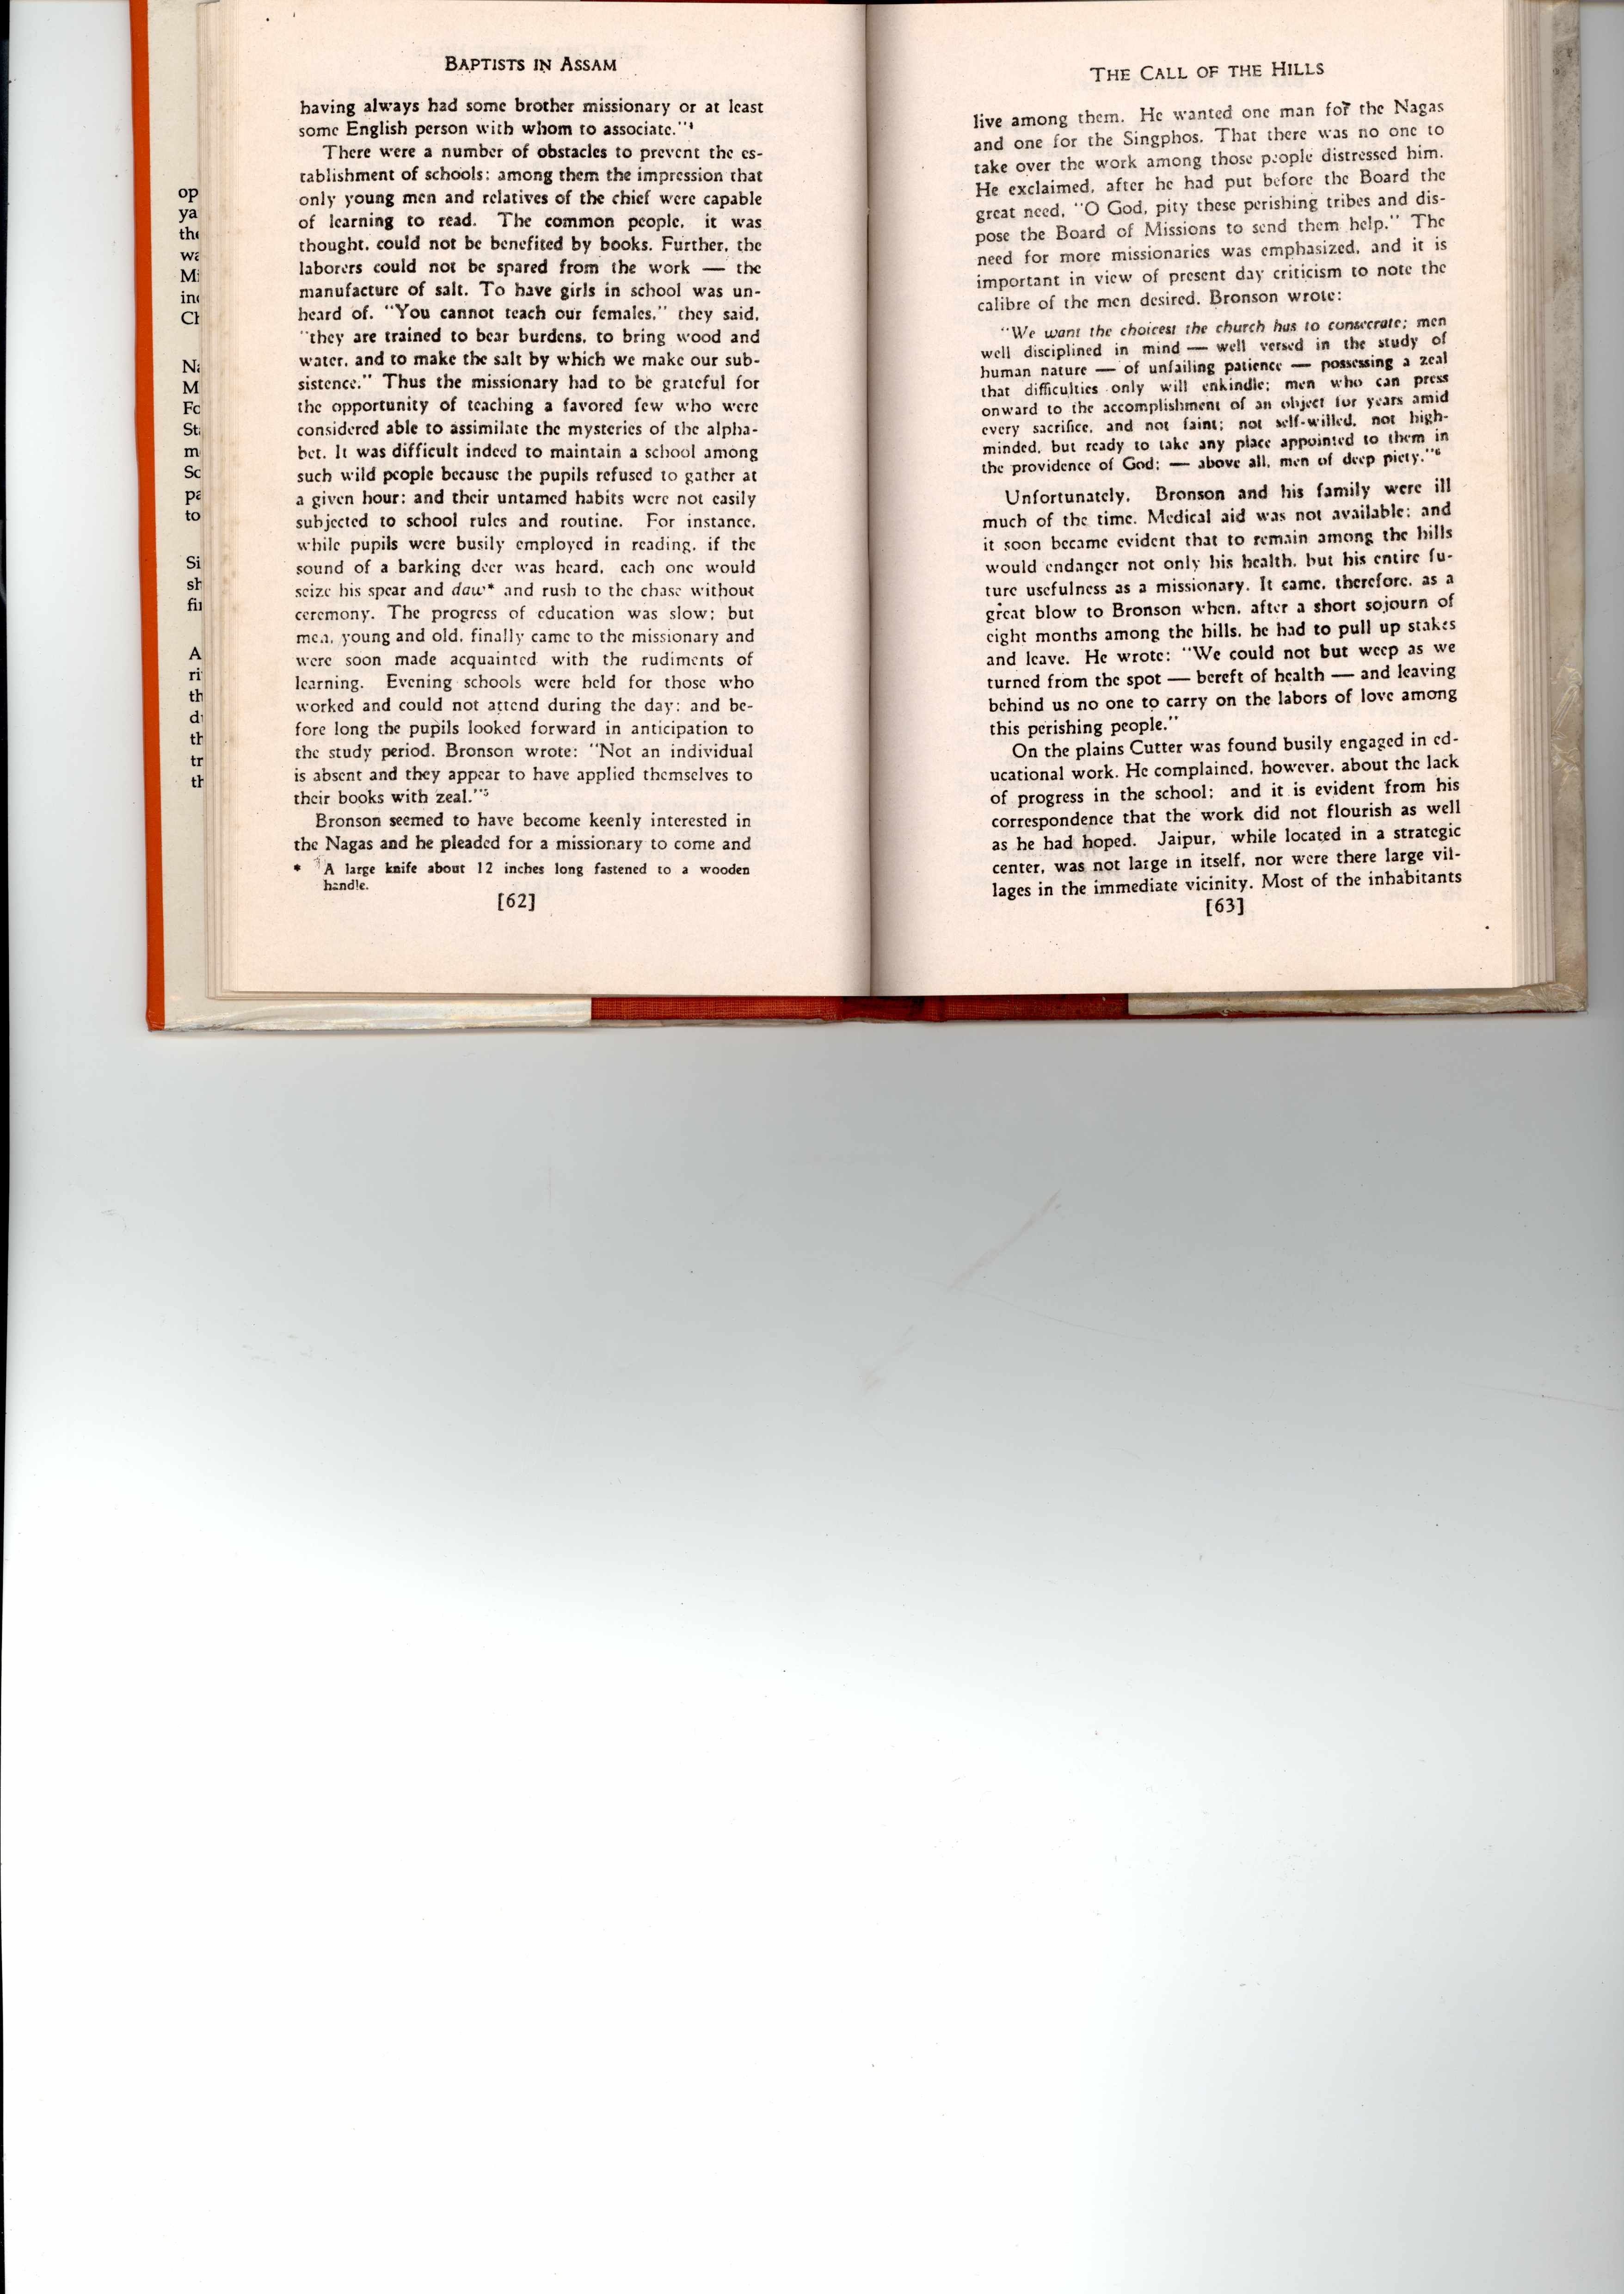 BAPTISTS IN ASSAM
having always had some brother missionary or at least
some English person with whom to associate."⁴
There were a number of obstacles to prevent the es-
tablishment of schools; among them the impression that
only young men and relatives of the chief were capable
of learning to read. The common people, it was
thought, could not be benefited by books. Further, the
laborers could not be spared from the work — the
manufacture of salt. To have girls in school was un-
heard of. "You cannot teach our females," they said,
"they are trained to bear burdens, to bring wood and
water, and to make the salt by which we make our sub-
sistence." Thus the missionary had to be grateful for
the opportunity of teaching a favored few who were
considered able to assimilate the mysteries of the alpha-
bet. It was difficult indeed to maintain a school among
such wild people because the pupils refused to gather at
a given hour; and their untamed habits were not easily
subjected to school rules and routine. For instance,
while pupils were busily employed in reading, if the
sound of a barking deer was heard, each one would
seize his spear and daw* and rush to the chase without
ceremony. The progress of education was slow; but
men, young and old, finally came to the missionary and
were soon made acquainted with the rudiments of
learning. Evening schools were held for those who
worked and could not attend during the day; and be-
fore long the pupils looked forward in anticipation to
the study period. Bronson wrote: "Not an individual
is absent and they appear to have applied themselves to
their books with zeal."⁵
Bronson seemed to have become keenly interested in
the Nagas and he pleaded for a missionary to come and
* A large knife about 12 inches long fastened to a wooden
handle.
[62]
THE CALL OF THE HILLS
live among them. He wanted one man for the Nagas
and one for the Singphos. That there was no one to
take over the work among those people distressed him.
He exclaimed, after he had put before the Board the
great need, "O God, pity these perishing tribes and dis-
pose the Board of Missions to send them help." The
need for more missionaries was emphasized, and it is
important in view of present day criticism to note the
calibre of the men desired. Bronson wrote:
"We want the choicest the church has to consecrate; men
well disciplined in mind — well versed in the study of
human nature — of unfailing patience — possessing a zeal
that difficulties only will enkindle; men who can press
onward to the accomplishment of an object for years amid
every sacrifice, and not faint; not self-willed, not high-
minded, but ready to take any place appointed to them in
the providence of God; — above all, men of deep piety."⁶
Unfortunately, Bronson and his family were ill
much of the time. Medical aid was not available; and
it soon became evident that to remain among the hills
would endanger not only his health, but his entire fu-
ture usefulness as a missionary. It came, therefore, as a
great blow to Bronson when, after a short sojourn of
eight months among the hills, he had to pull up stakes
and leave. He wrote: "We could not but weep as we
turned from the spot — bereft of health — and leaving
behind us no one to carry on the labors of love among
this perishing people."
On the plains Cutter was found busily engaged in ed-
ucational work. He complained, however, about the lack
of progress in the school; and it is evident from his
correspondence that the work did not flourish as well
as he had hoped. Jaipur, while located in a strategic
center, was not large in itself, nor were there large vil-
lages in the immediate vicinity. Most of the inhabitants
[63]